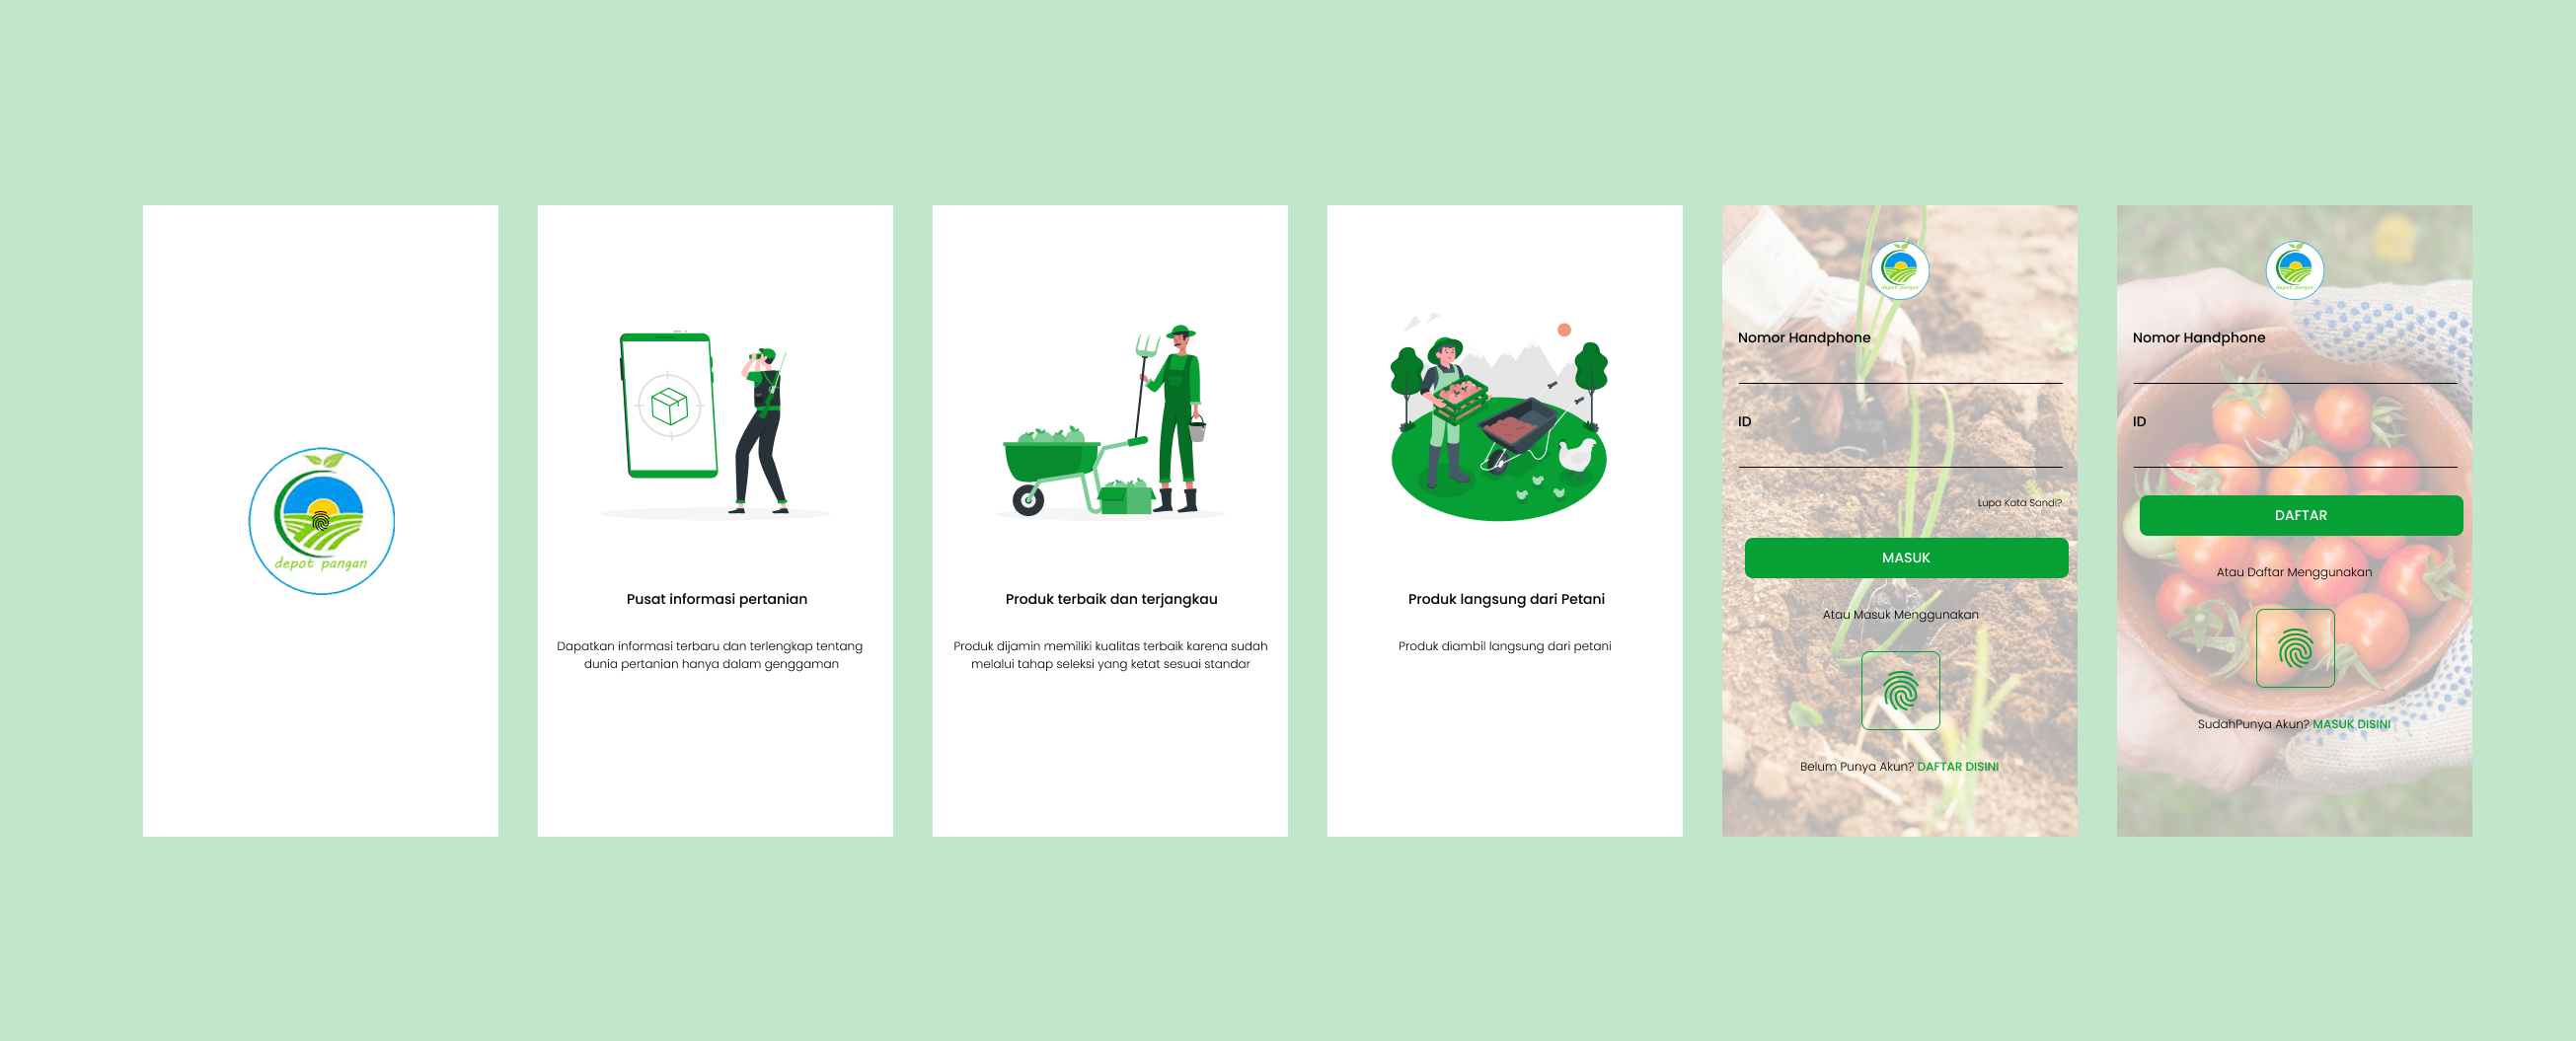 depot pangan
Pusat informasi pertanian
Dapatkan informasi terbaru dan terlengkap tentang
dunia pertanian hanya dalam genggaman
Produk terbaik dan terjangkau
Produk dijamin memiliki kualitas terbaik karena sudah
melalui tahap seleksi yang ketat sesuai standar
Produk langsung dari Petani
Produk diambil langsung dari petani
depot pangan
Nomor Handphone
ID
Lupa Kata Sandi?
MASUK
Atau Masuk Menggunakan
Belum Punya Akun? DAFTAR DISINI
depot pangan
Nomor Handphone
ID
DAFTAR
Atau Daftar Menggunakan
SudahPunya Akun? MASUK DISINI